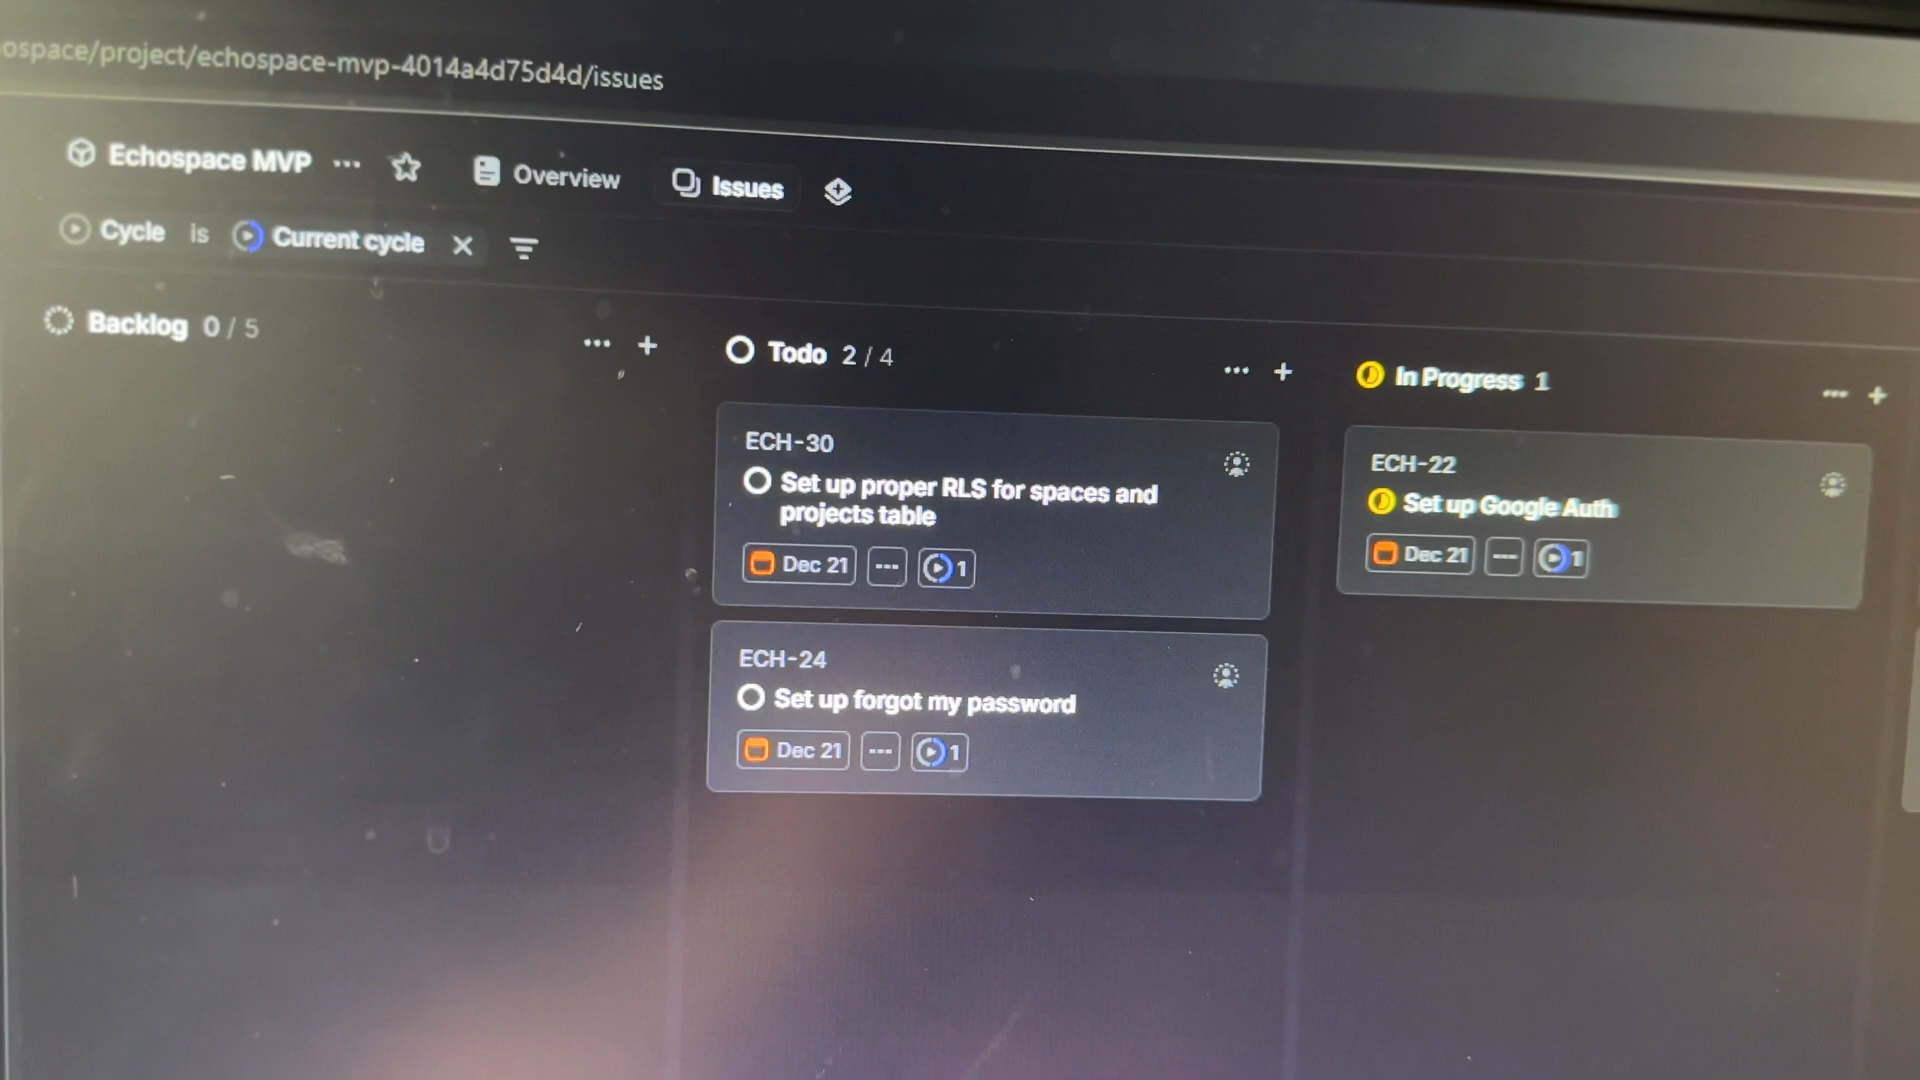 ospace/project/echospace-mvp-4014a4d75d4d/issues
Echospace MVP ... Overview Issues
Cycle is Current cycle
Backlog 0 / 5
Todo 2 / 4
In Progress 1
ECH-30
Set up proper RLS for spaces and
projects table
Dec 21 --- 1
ECH-24
Set up forgot my password
Dec 21 --- 1
ECH-22
Set up Google Auth
Dec 21 --- 1